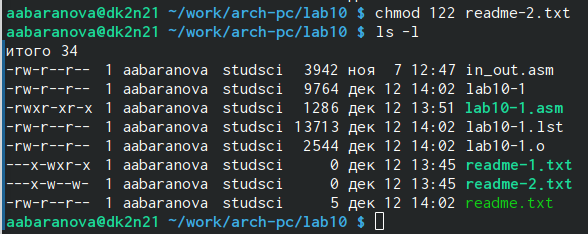 aabaranova@dk2n21 ~/work/arch-pc/lab10 $ chmod 122 readme-2.txt
aabaranova@dk2n21 ~/work/arch-pc/lab10 $ ls -l
итого 34
-rw-r--r-- 1 aabaranova studsci 3942 ноя 7 12:47 in_out.asm
-rw-r--r-- 1 aabaranova studsci 9764 дек 12 14:02 lab10-1
-rwxr-xr-x 1 aabaranova studsci 1286 дек 12 13:51 lab10-1.asm
-rw-r--r-- 1 aabaranova studsci 13713 дек 12 14:02 lab10-1.lst
-rw-r--r-- 1 aabaranova studsci 2544 дек 12 14:02 lab10-1.o
---x-wxr-x 1 aabaranova studsci 0 дек 12 13:45 readme-1.txt
---x-w--w- 1 aabaranova studsci 0 дек 12 13:45 readme-2.txt
-rw-r--r-- 1 aabaranova studsci 5 дек 12 14:02 readme.txt
aabaranova@dk2n21 ~/work/arch-pc/lab10 $